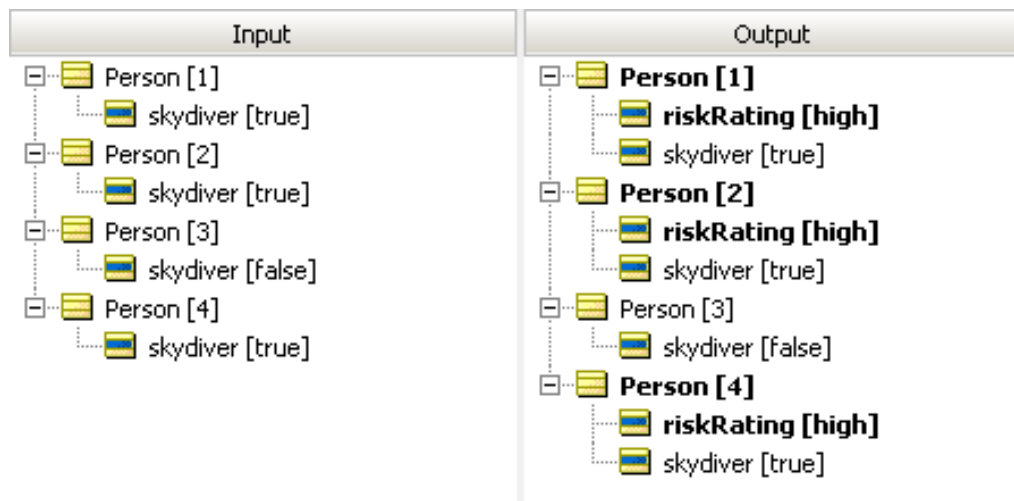 Input
Person [1]
skydiver [true]
Person [2]
skydiver [true]
Person [3]
skydiver [false]
Person [4]
skydiver [true]
Output
Person [1]
riskRating [high]
skydiver [true]
Person [2]
riskRating [high]
skydiver [true]
Person [3]
skydiver [false]
Person [4]
riskRating [high]
skydiver [true]